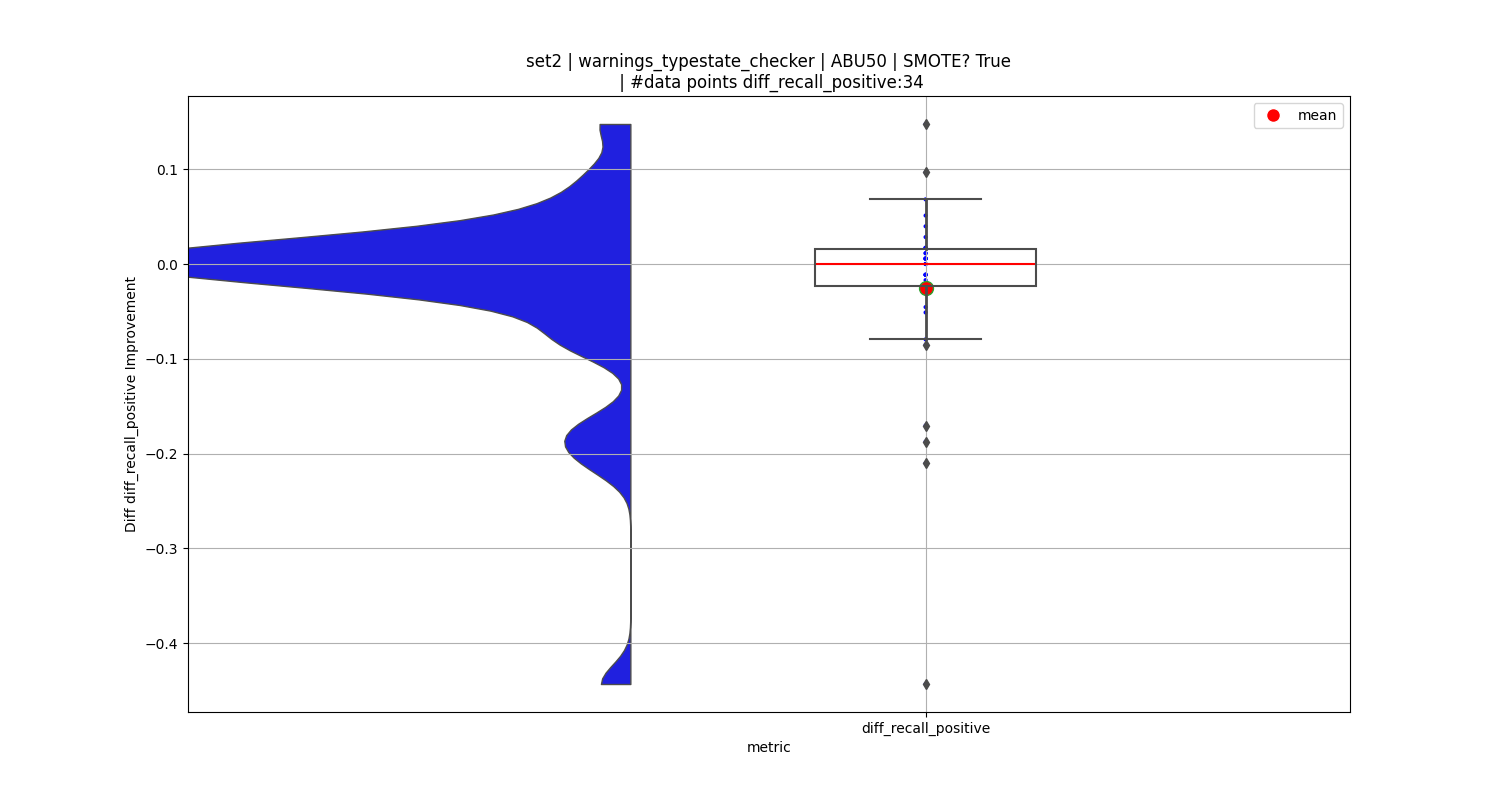 set2 | warnings_typestate_checker | ABU50 | SMOTE? True
| #data points diff_recall_positive:34
mean
0.1
0.0
−0.1
−0.2
−0.3
−0.4
Diff diff_recall_positive Improvement
diff_recall_positive
metric